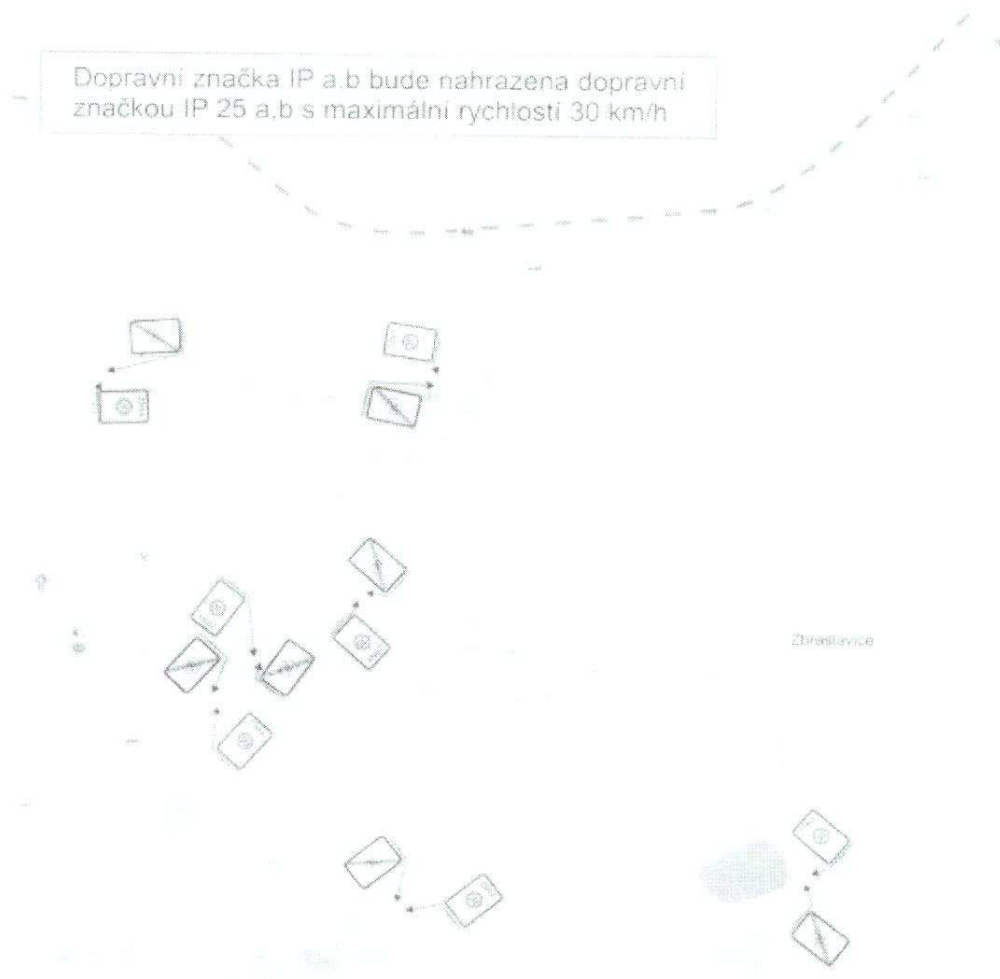 Dopravní značka IP a,b bude nahrazena dopravní
značkou IP 25 a,b s maximální rychlostí 30 km/h
Zbraslavice